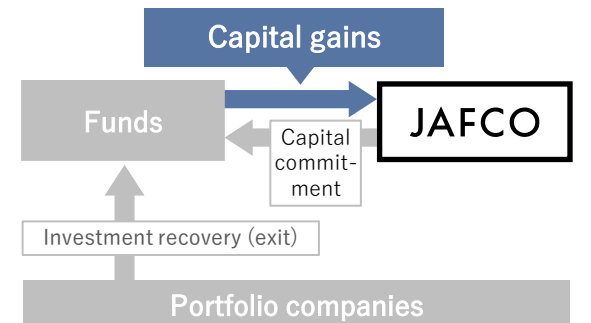 Capital gains
Funds
JAFCO
Capital
commit-
ment
Investment recovery (exit)
Portfolio companies